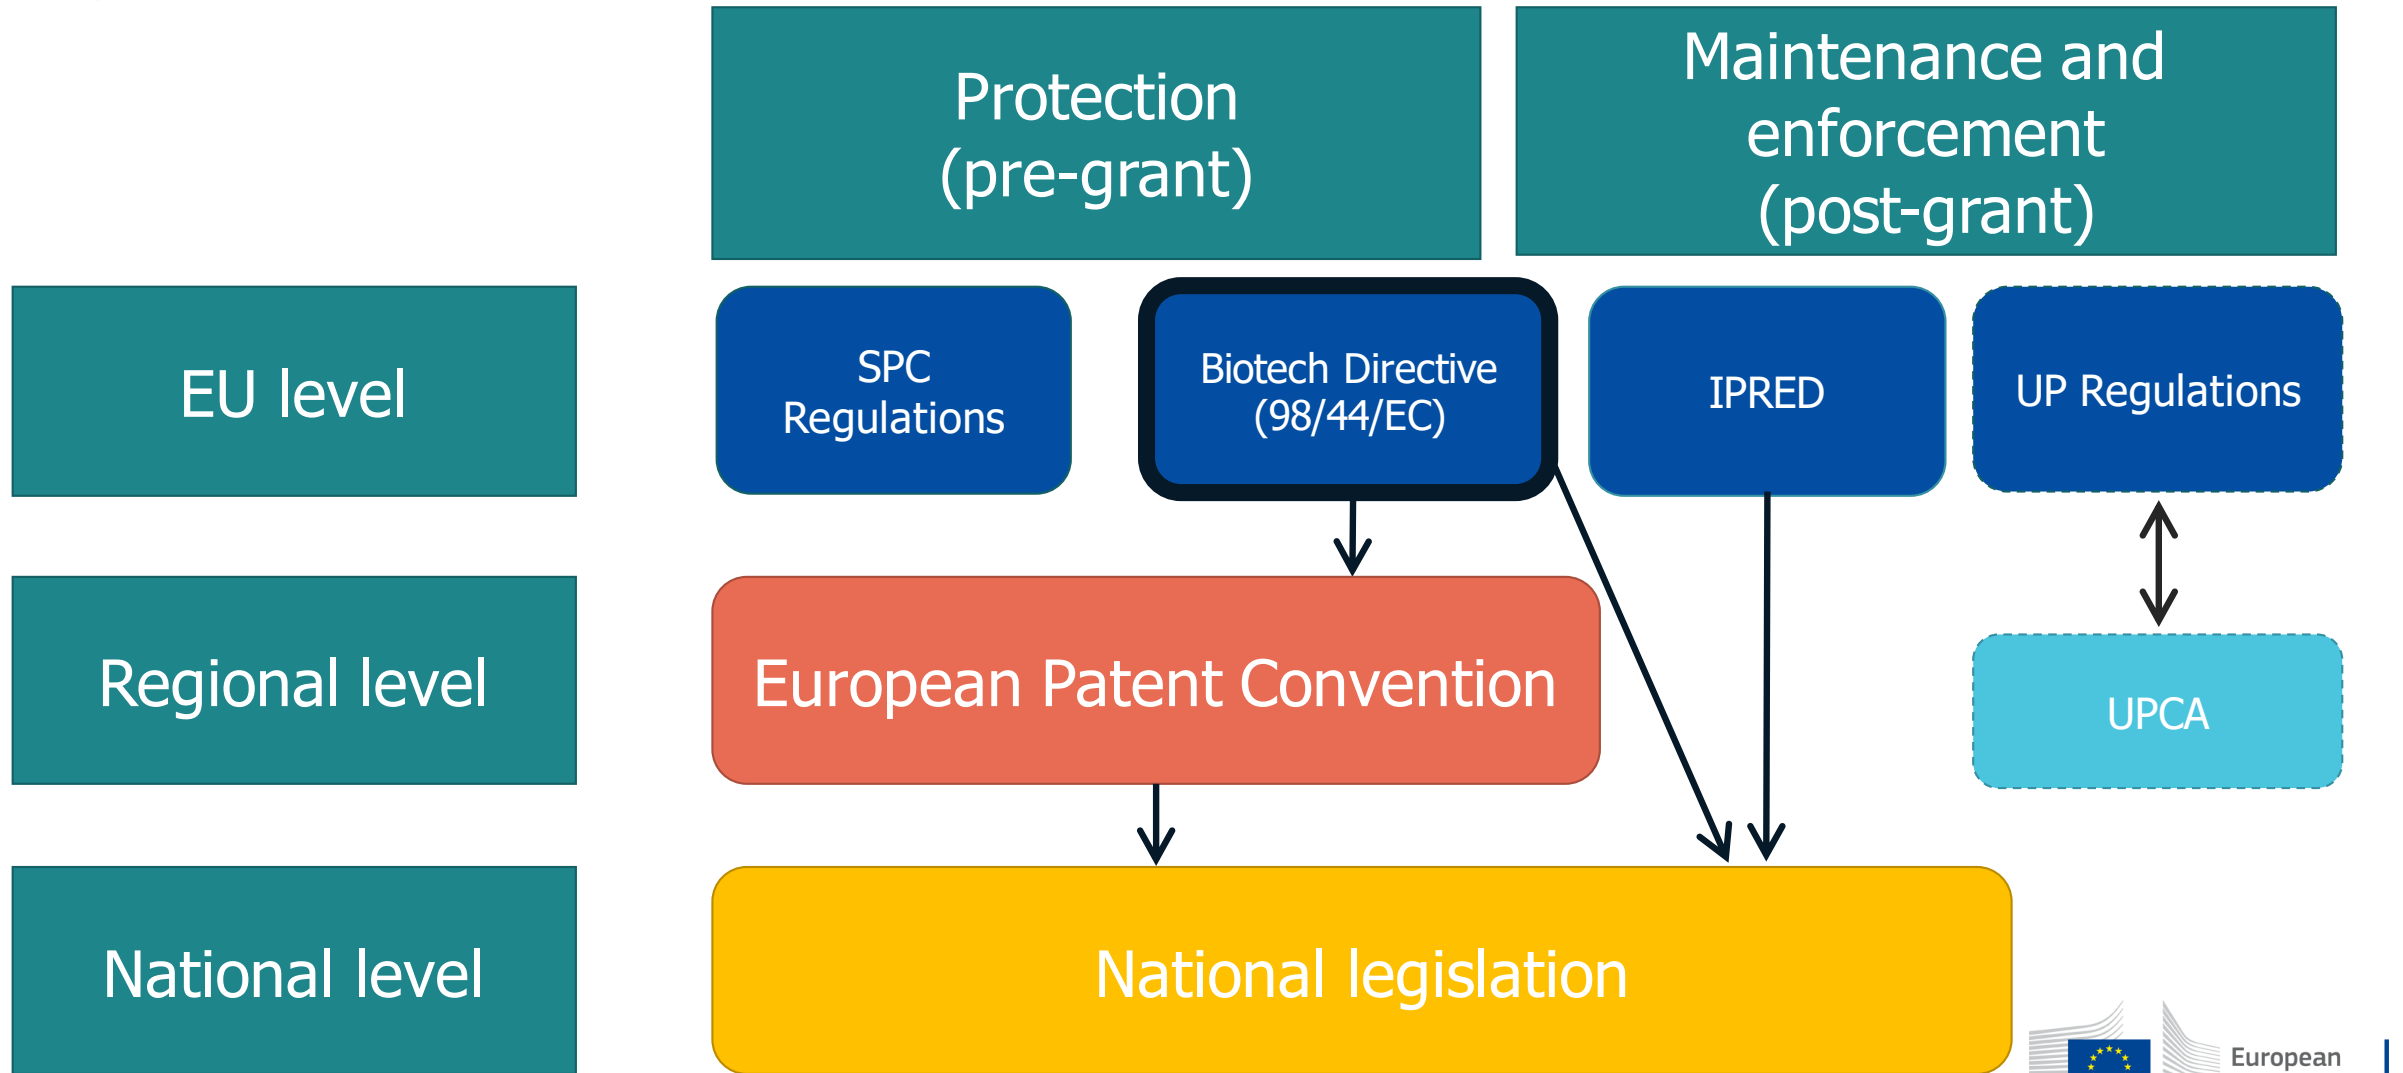 Protection
(pre-grant)
Maintenance and
enforcement
(post-grant)
EU level
SPC
Regulations
Biotech Directive
(98/44/EC)
IPRED
UP Regulations
Regional level
European Patent Convention
UPCA
National level
National legislation
European